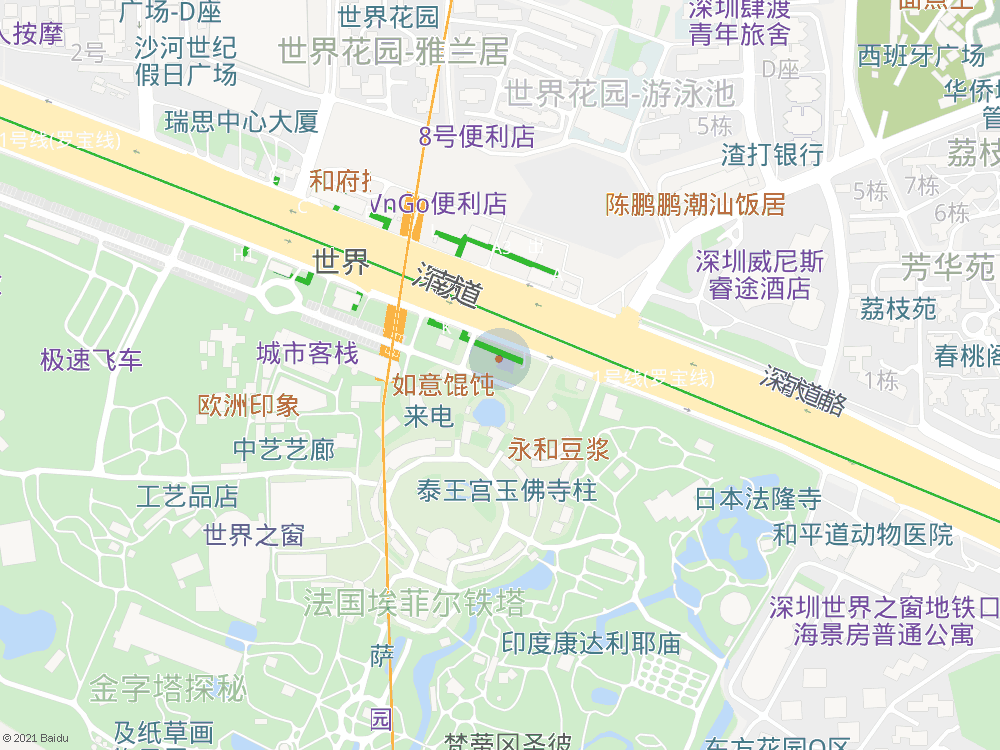 广场-D座
世界花园
深圳肆渡
青年旅舍
人按摩
2号
沙河世纪
假日广场
世界花园-雅兰居
西班牙广场
D座
世界花园-游泳池
瑞思中心大厦
8号便利店
5栋
1号线(罗宝线)
渣打银行
荔枝
和府
VnGo便利店
陈鹏鹏潮汕饭居
5栋
7栋
6栋
世界
深南大道
深圳威尼斯
睿途酒店
芳华苑
荔枝苑
极速飞车
城市客栈
春桃阁
如意馄饨
1号线(罗宝线)
1栋
欧洲印象
来电
中艺艺廊
永和豆浆
工艺品店
泰王宫玉佛寺柱
日本法隆寺
世界之窗
和平道动物医院
法国埃菲尔铁塔
深圳世界之窗地铁口
海景房普通公寓
印度康达利耶庙
萨
金字塔探秘
园
及纸草画
© 2021 Baidu